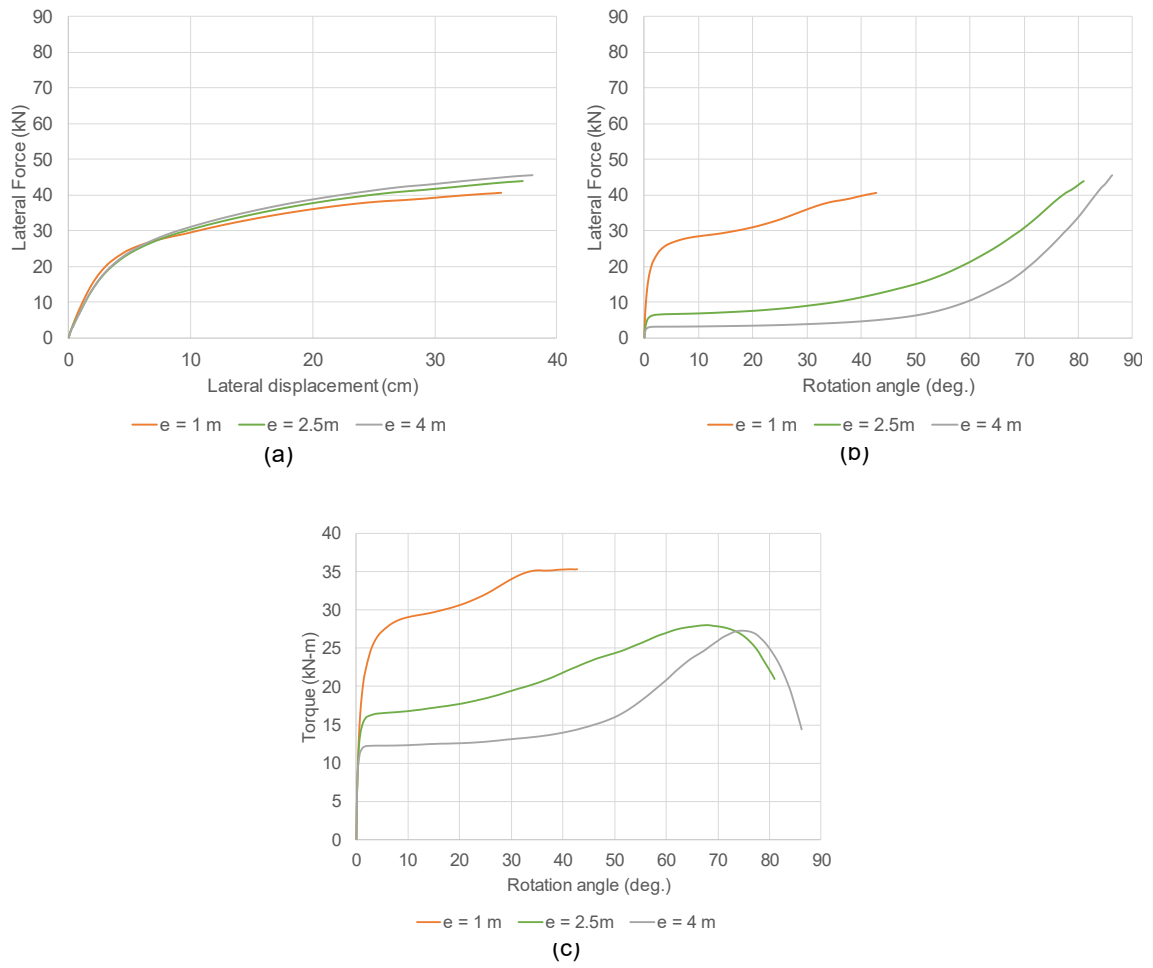 90
80
70
60
50
40
30
20
10
0
Lateral Force (kN)
0 10 20 30 40
Lateral displacement (cm)
e = 1 m e = 2.5m e = 4 m
(a)
90
80
70
60
50
40
30
20
10
0
Lateral Force (kN)
0 10 20 30 40 50 60 70 80 90
Rotation angle (deg.)
e = 1 m e = 2.5m e = 4 m
(b)
40
35
30
25
20
15
10
5
0
Torque (kN-m)
0 10 20 30 40 50 60 70 80 90
Rotation angle (deg.)
e = 1 m e = 2.5m e = 4 m
(c)